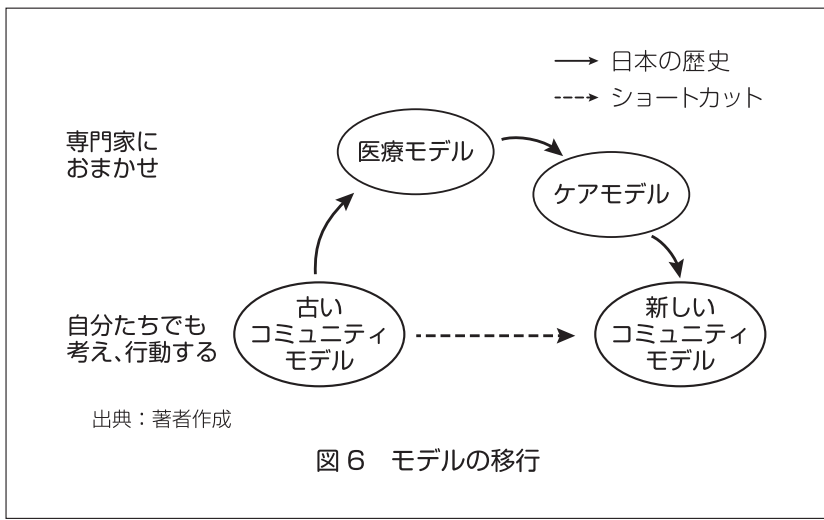 日本の歴史
ショートカット
専門家に
おまかせ
医療モデル
ケアモデル
自分たちでも
考え、行動する
古い
コミュニティ
モデル
新しい
コミュニティ
モデル
出典：著者作成
図6 モデルの移行